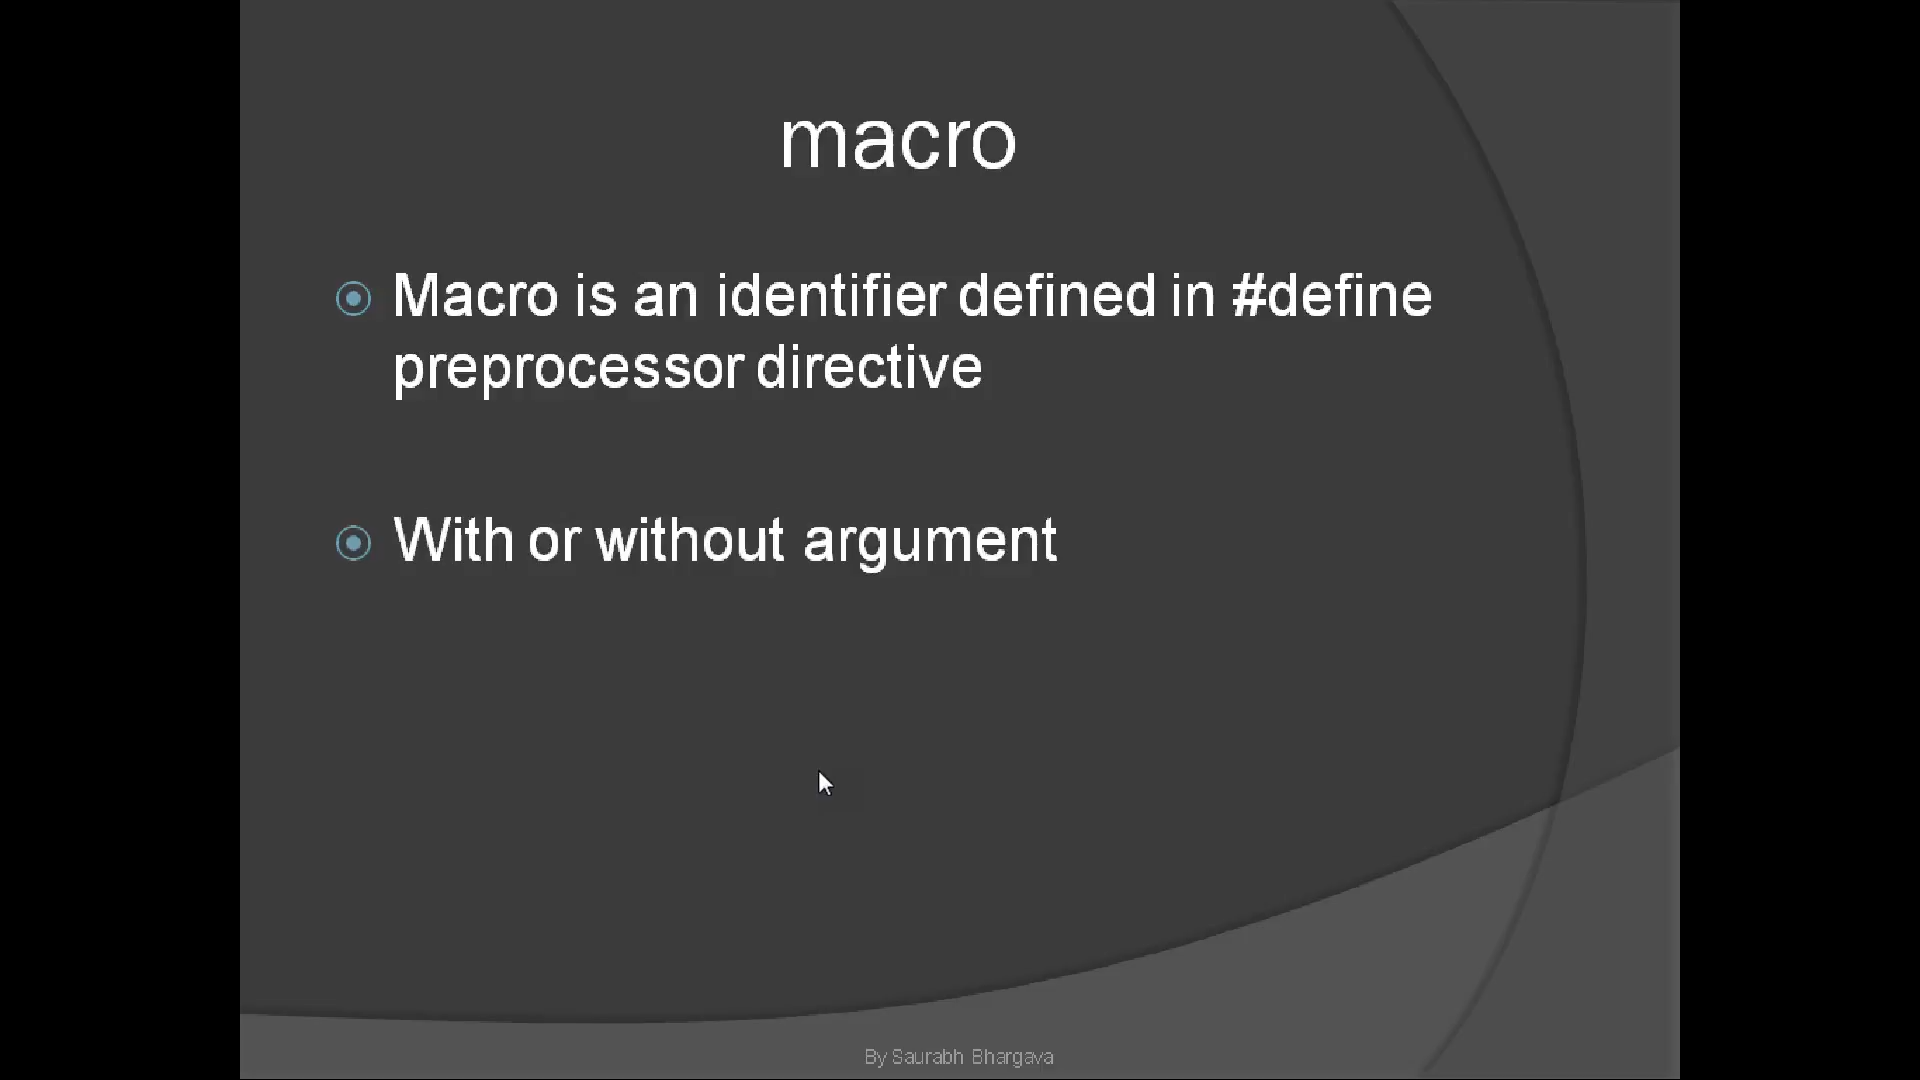 macro
Macro is an identifier defined in #define
preprocessor directive
With or without argument
By Saurabh Bhargava